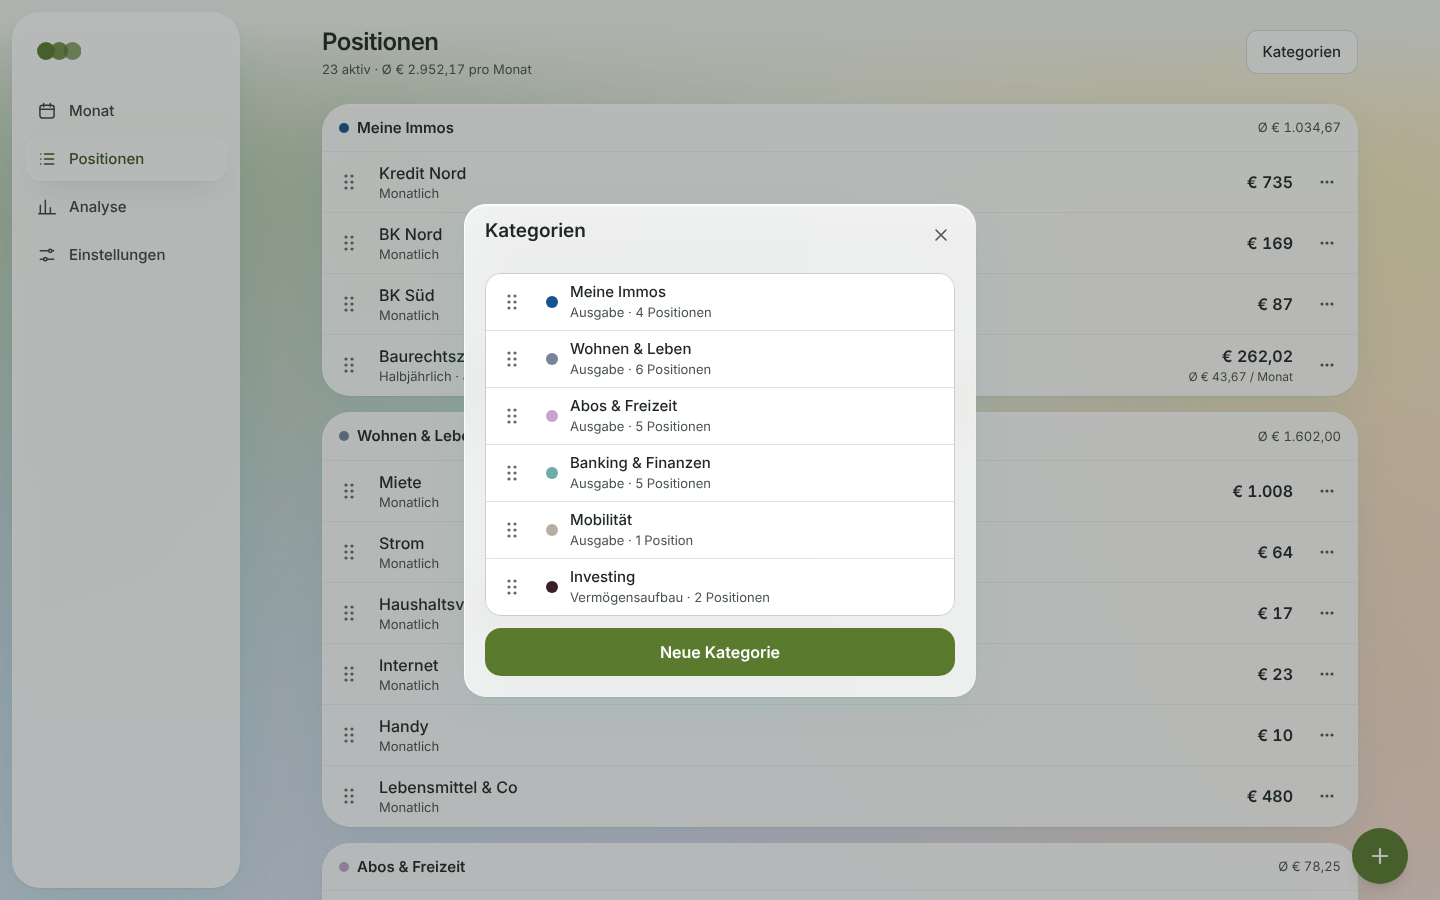 Monat
Positionen
Analyse
Einstellungen
Positionen
23 aktiv · Ø € 2.952,17 pro Monat
Kategorien
Meine Immos
Ø € 1.034,67
Kredit Nord
Monatlich
€ 735
BK Nord
Monatlich
€ 169
BK Süd
Monatlich
€ 87
Halbjährlich ·
€ 262,02
Ø € 43,67 / Monat
Wohnen &
Ø € 1.602,00
Miete
Monatlich
€ 1.008
Strom
Monatlich
€ 64
Monatlich
€ 17
Internet
Monatlich
€ 23
Handy
Monatlich
€ 10
Lebensmittel & Co
Monatlich
€ 480
Abos & Freizeit
Ø € 78,25
Kategorien
Meine Immos
Ausgabe · 4 Positionen
Wohnen & Leben
Ausgabe · 6 Positionen
Abos & Freizeit
Ausgabe · 5 Positionen
Banking & Finanzen
Ausgabe · 5 Positionen
Mobilität
Ausgabe · 1 Position
Investing
Vermögensaufbau · 2 Positionen
Neue Kategorie